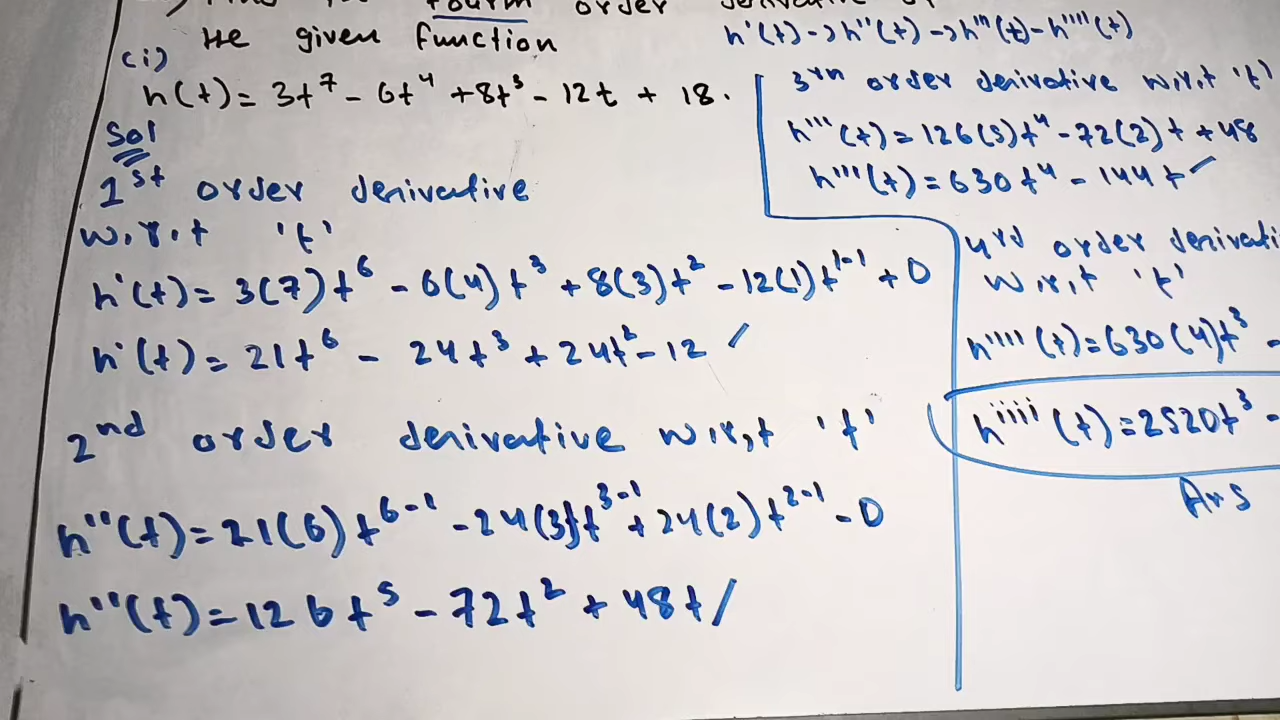 fourth order
the given function
(i)
h(t) = 3t⁷ - 6t⁴ + 8t³ - 12t + 18.
Sol
1st order derivative
w.r.t 't'
h'(t) = 3(7)t⁶ - 6(4)t³ + 8(3)t² - 12(1)t¹⁻¹ + 0
h'(t) = 21t⁶ - 24t³ + 24t² - 12
2nd order derivative w.r,t 't'
h''(t) = 21(6)t⁶⁻¹ - 24(3)t³⁻¹ + 24(2)t²⁻¹ - 0
h''(t) = 126t⁵ - 72t² + 48t
h'(t) -> h''(t) -> h'''(t) - h''''(t)
3rd order derivative w.r.t 't'
h'''(t) = 126(5)t⁴ - 72(2)t + 48
h'''(t) = 630t⁴ - 144t
4rd order
w.r.t 't'
h''''(t) = 630(4)t³ -
hⁱⁱⁱⁱ(t) = 2520t³ -
Ans